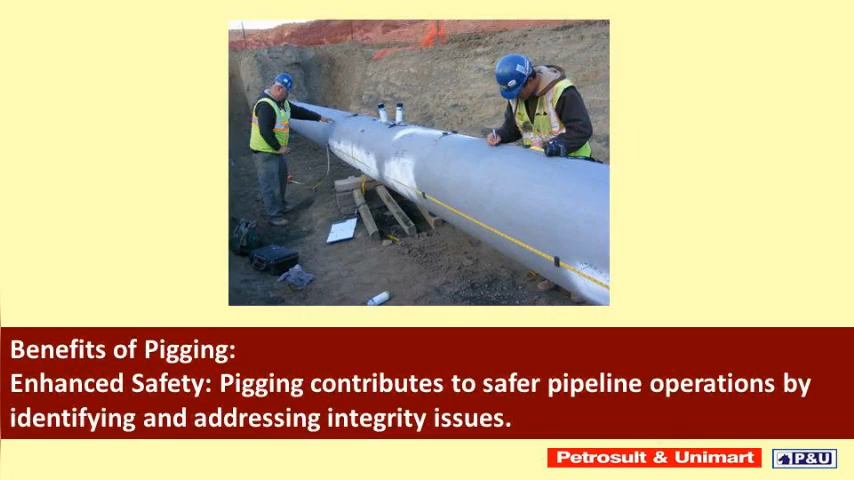 Benefits of Pigging:
Enhanced Safety: Pigging contributes to safer pipeline operations by
identifying and addressing integrity issues.
Petrosult & Unimart
P&U